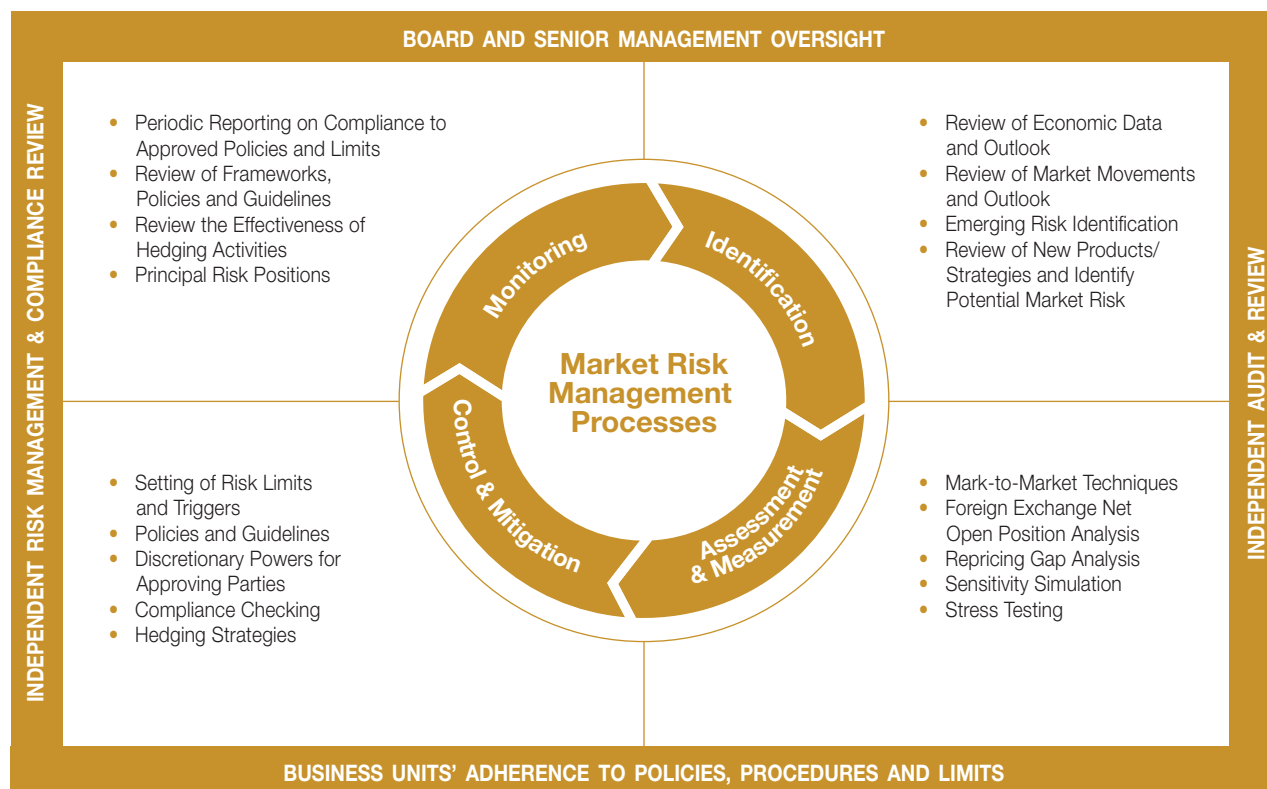 BOARD AND SENIOR MANAGEMENT OVERSIGHT
INDEPENDENT RISK MANAGEMENT & COMPLIANCE REVIEW
• Periodic Reporting on Compliance to
Approved Policies and Limits
• Review of Frameworks,
Policies and Guidelines
• Review the Effectiveness of
Hedging Activities
• Principal Risk Positions
• Review of Economic Data
and Outlook
• Review of Market Movements
and Outlook
• Emerging Risk Identification
• Review of New Products/
Strategies and Identify
Potential Market Risk
Monitoring
Identification
Market Risk
Management
Processes
Control & Mitigation
Assessment
& Measurement
• Setting of Risk Limits
and Triggers
• Policies and Guidelines
• Discretionary Powers for
Approving Parties
• Compliance Checking
• Hedging Strategies
• Mark-to-Market Techniques
• Foreign Exchange Net
Open Position Analysis
• Repricing Gap Analysis
• Sensitivity Simulation
• Stress Testing
INDEPENDENT AUDIT & REVIEW
BUSINESS UNITS’ ADHERENCE TO POLICIES, PROCEDURES AND LIMITS